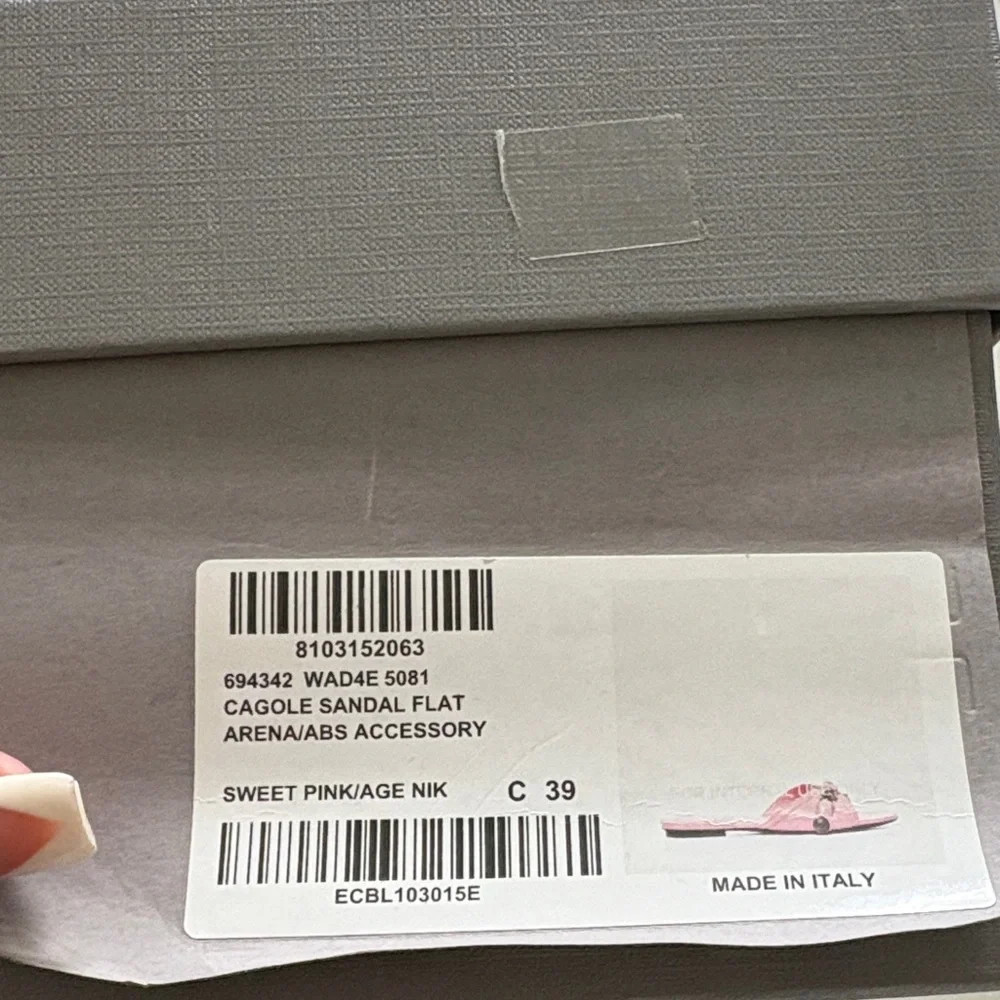 8103152063
694342 WAD4E 5081
CAGOLE SANDAL FLAT
ARENA/ABS ACCESSORY
SWEET PINK/AGE NIK C 39
ECBL103015E
MADE IN ITALY